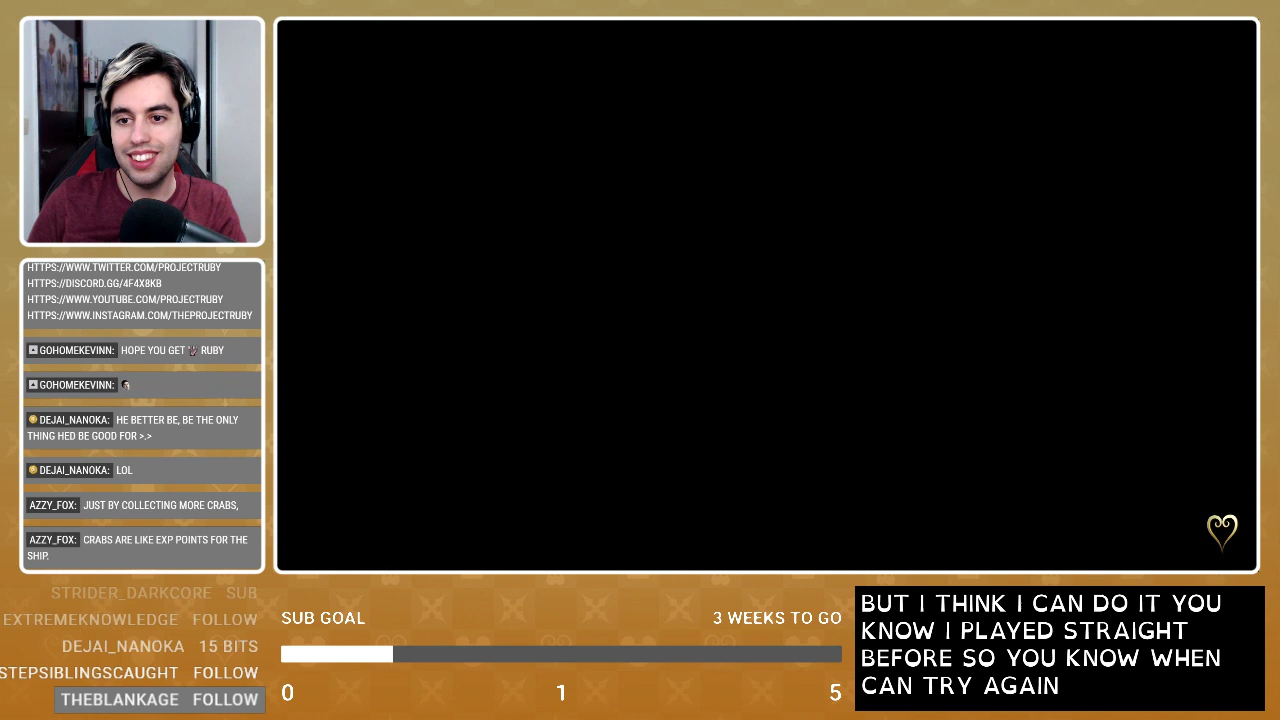 HTTPS://WWW.TWITTER.COM/PROJECTRUBY
HTTPS://DISCORD.GG/4F4X8KB
HTTPS://WWW.YOUTUBE.COM/PROJECTRUBY
HTTPS://WWW.INSTAGRAM.COM/THEPROJECTRUBY
GOHOMEKEVINN: HOPE YOU GET RUBY
GOHOMEKEVINN:
DEJAI_NANOKA: HE BETTER BE, BE THE ONLY
THING HED BE GOOD FOR >.>
DEJAI_NANOKA: LOL
AZZY_FOX: JUST BY COLLECTING MORE CRABS,
AZZY_FOX: CRABS ARE LIKE EXP POINTS FOR THE
SHIP.
STRIDER_DARKCORE SUB
EXTREMEKNOWLEDGE FOLLOW
DEJAI_NANOKA 15 BITS
STEPSIBLINGSCAUGHT FOLLOW
THEBLANKAGE FOLLOW
SUB GOAL 3 WEEKS TO GO
0 1 5
BUT I THINK I CAN DO IT YOU
KNOW I PLAYED STRAIGHT
BEFORE SO YOU KNOW WHEN
CAN TRY AGAIN